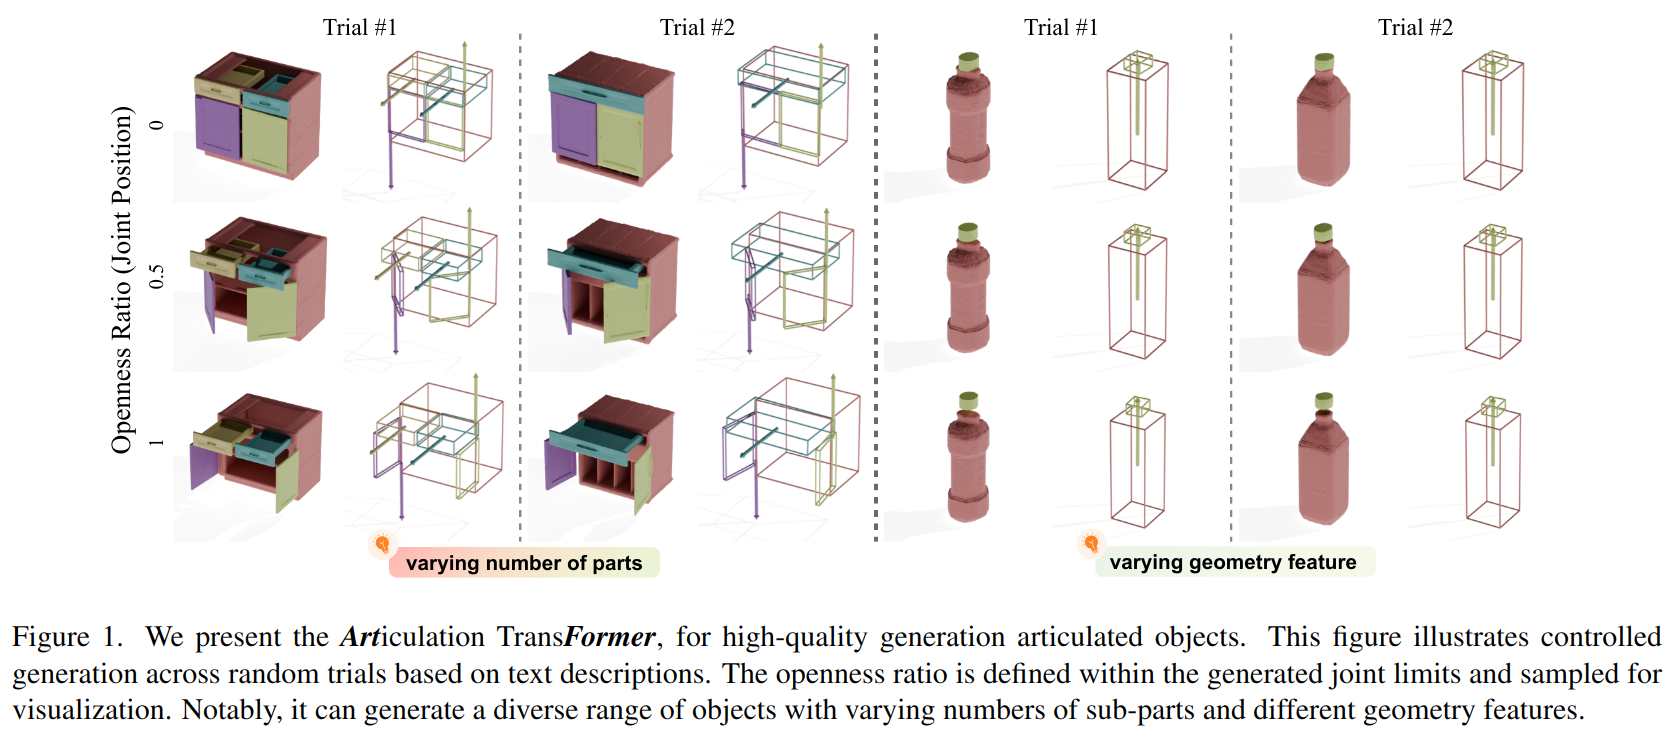 Trial #1
Trial #2
Trial #1
Trial #2
Openness Ratio (Joint Position)
0
0.5
1
varying number of parts
varying geometry feature
Figure 1. We present the Articulation TransFormer, for high-quality generation articulated objects. This figure illustrates controlled
generation across random trials based on text descriptions. The openness ratio is defined within the generated joint limits and sampled for
visualization. Notably, it can generate a diverse range of objects with varying numbers of sub-parts and different geometry features.